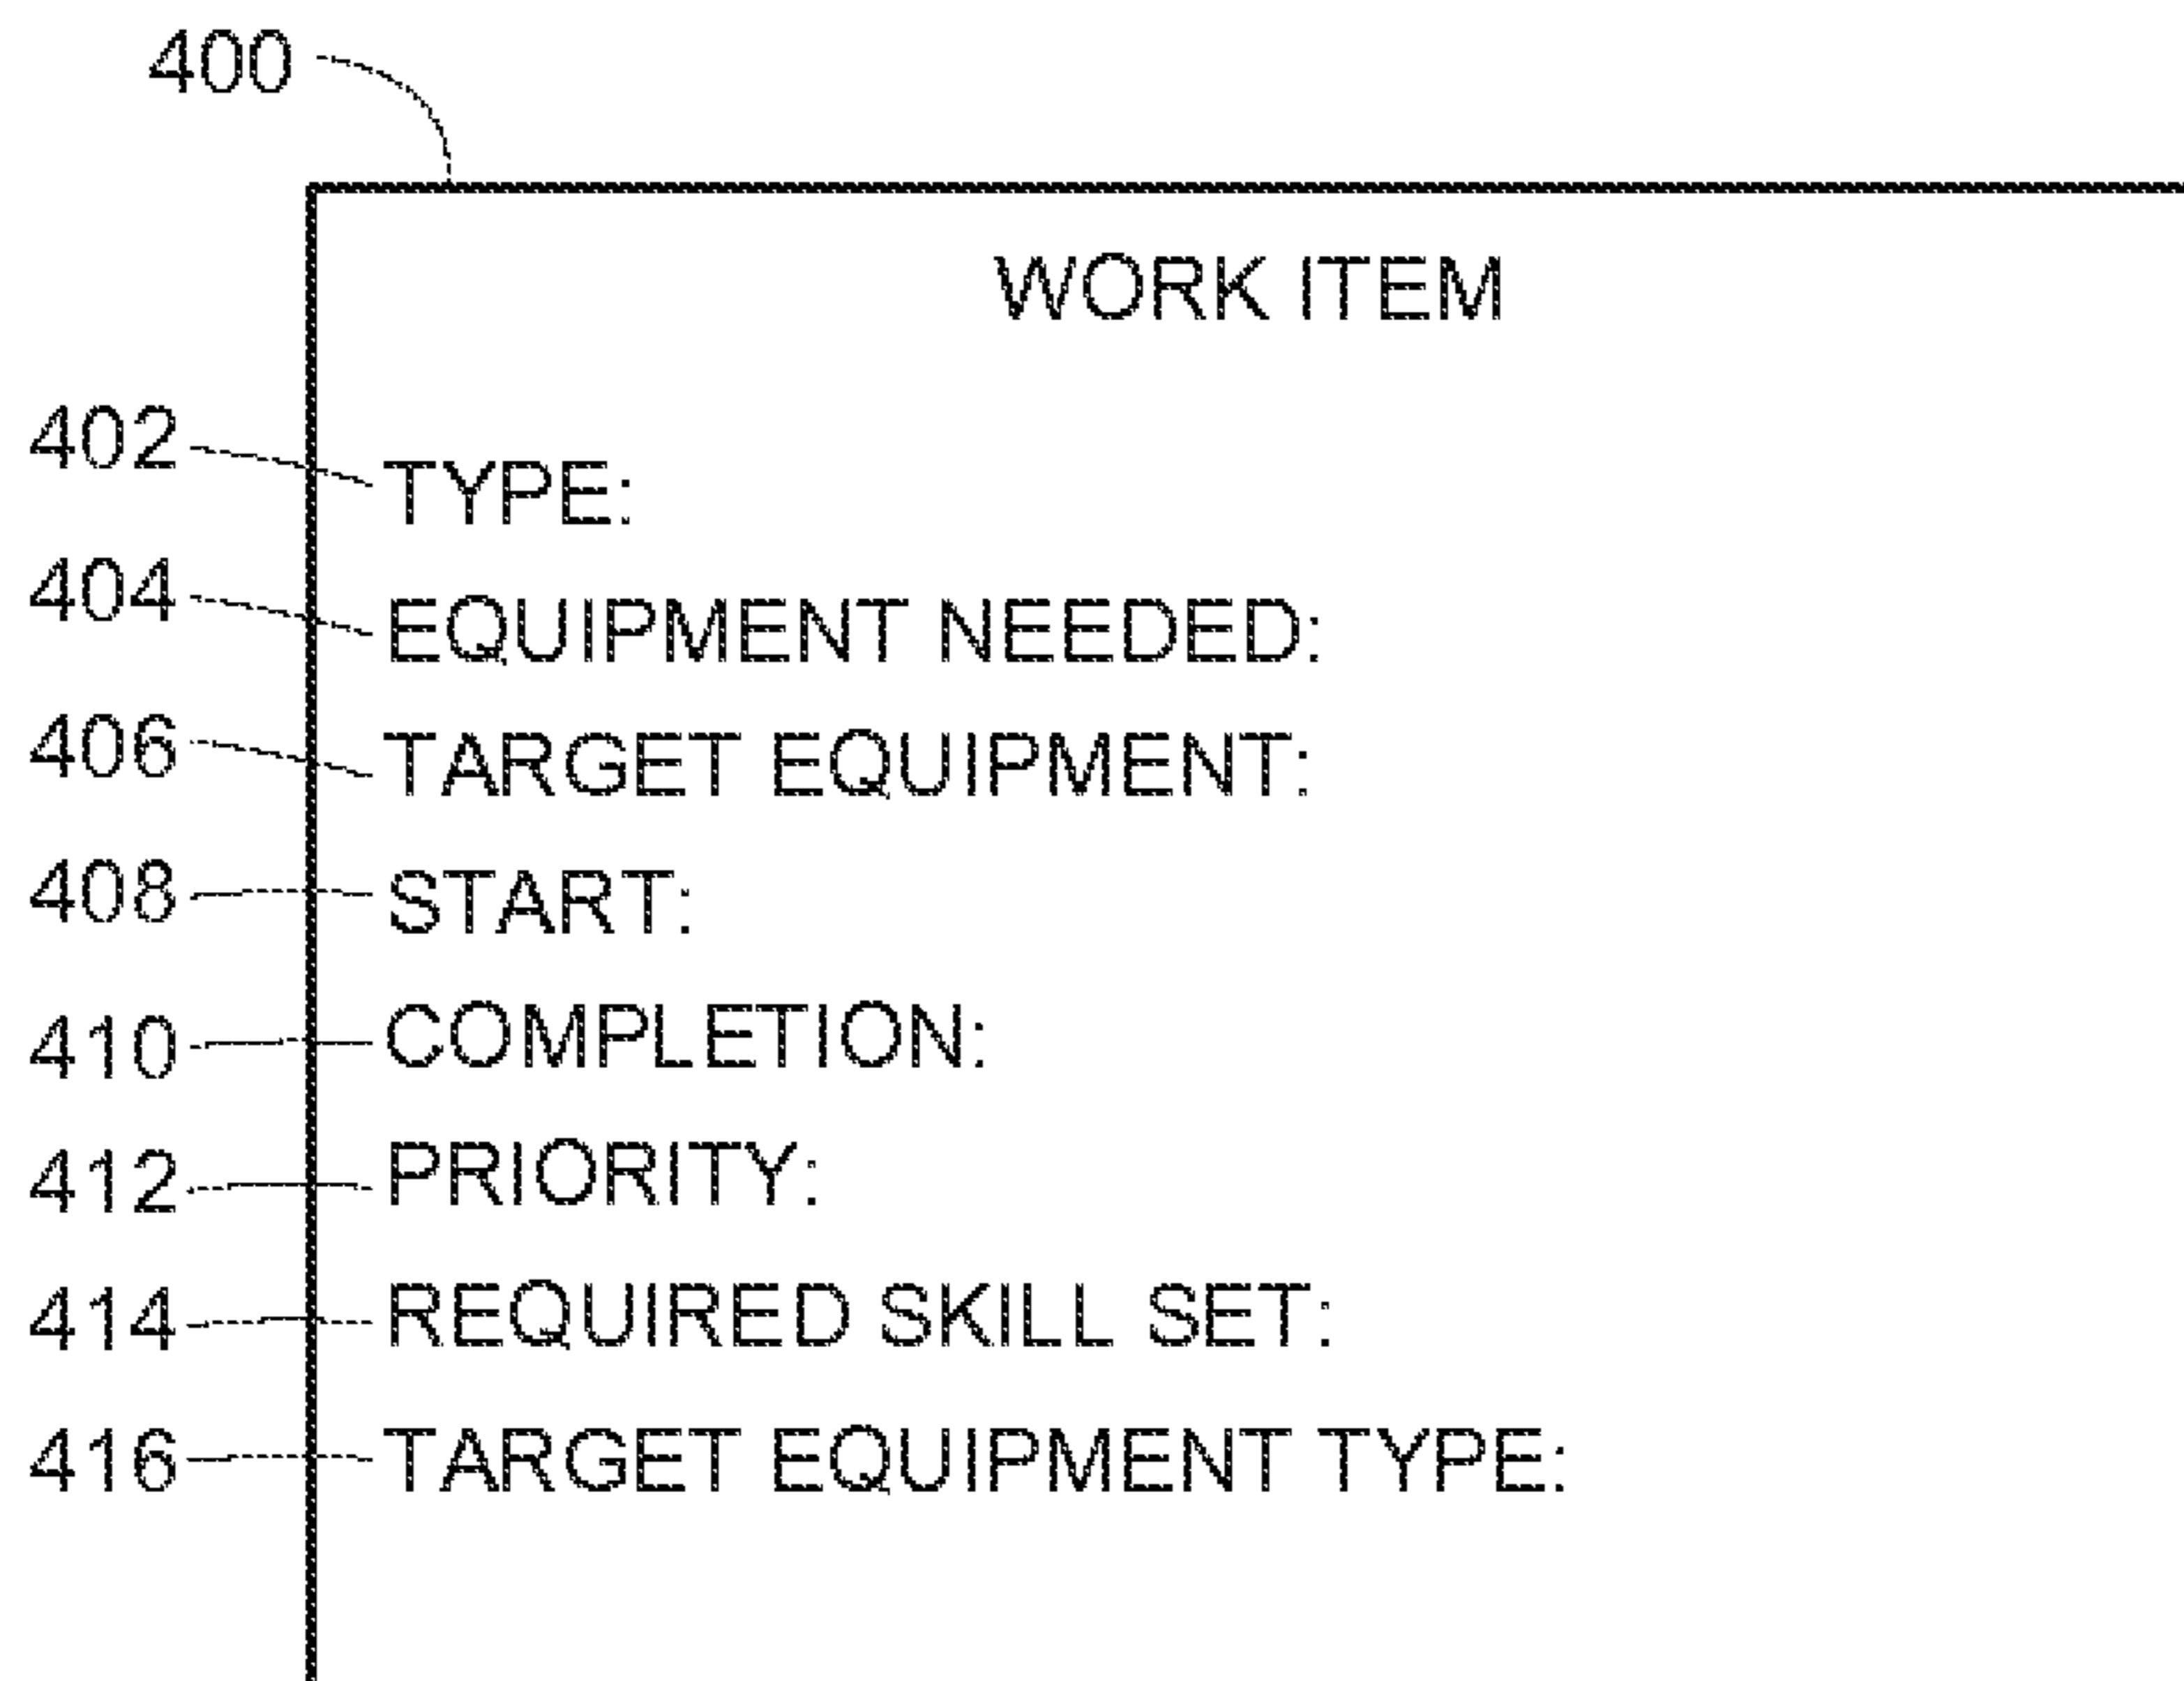 400
WORK ITEM
402 TYPE:
404 EQUIPMENT NEEDED:
406 TARGET EQUIPMENT:
408 START:
410 COMPLETION:
412 PRIORITY:
414 REQUIRED SKILL SET:
416 TARGET EQUIPMENT TYPE: